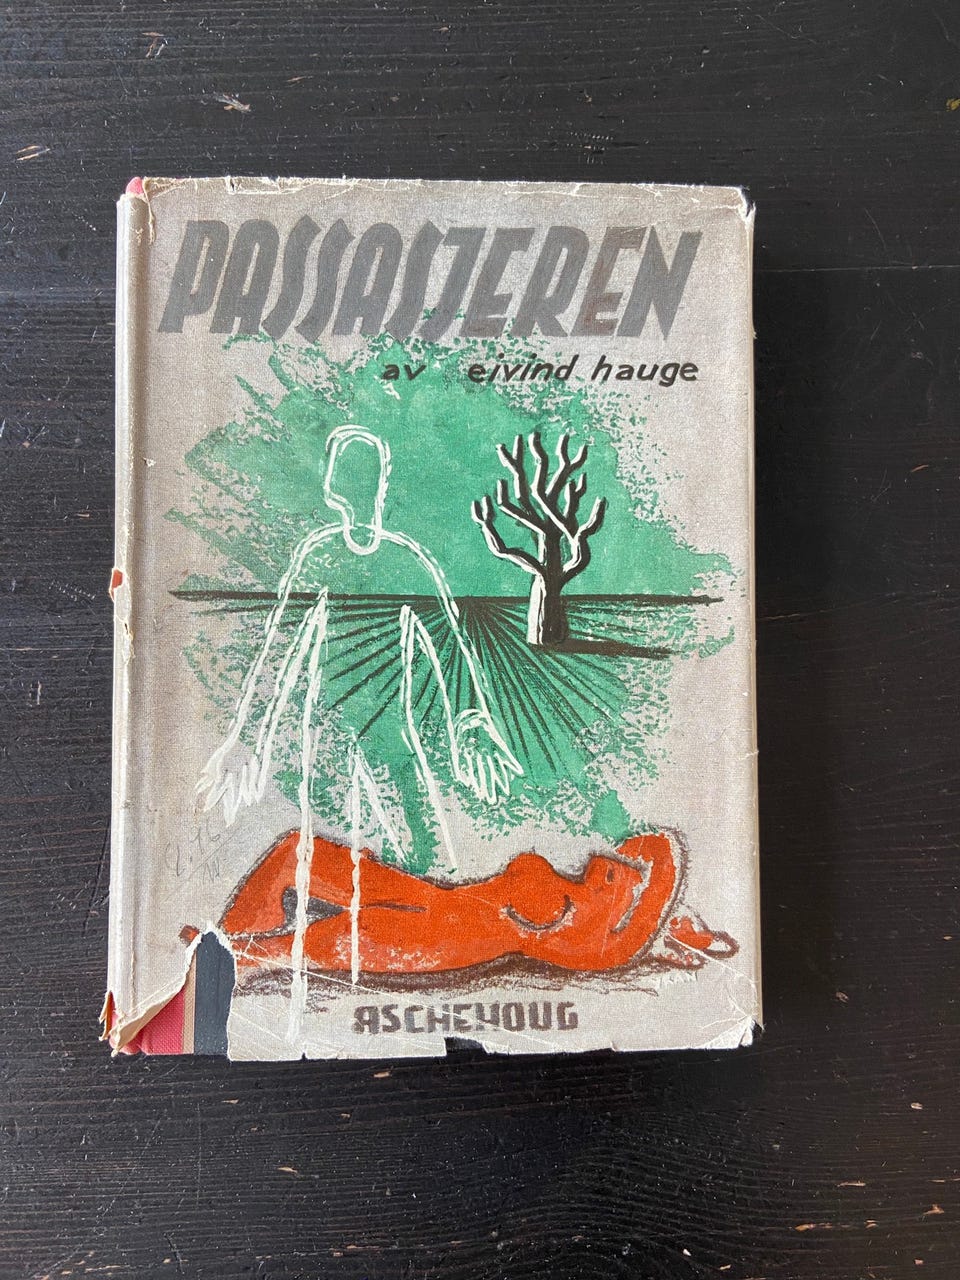 PASSASJEREN
av eivind hauge
ASCHEHOUG